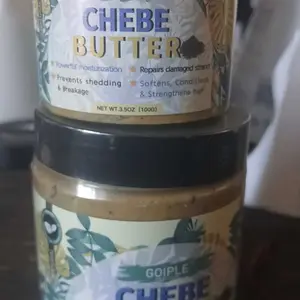 CHEBE
BUTTER
Powerful moisturization
Repairs damaged strands
Prevents shedding
& Breakage
Softens, Conditions
& Strengthens hair
NET WT 3.5OZ (100G)
GOIPLE
CHEBE